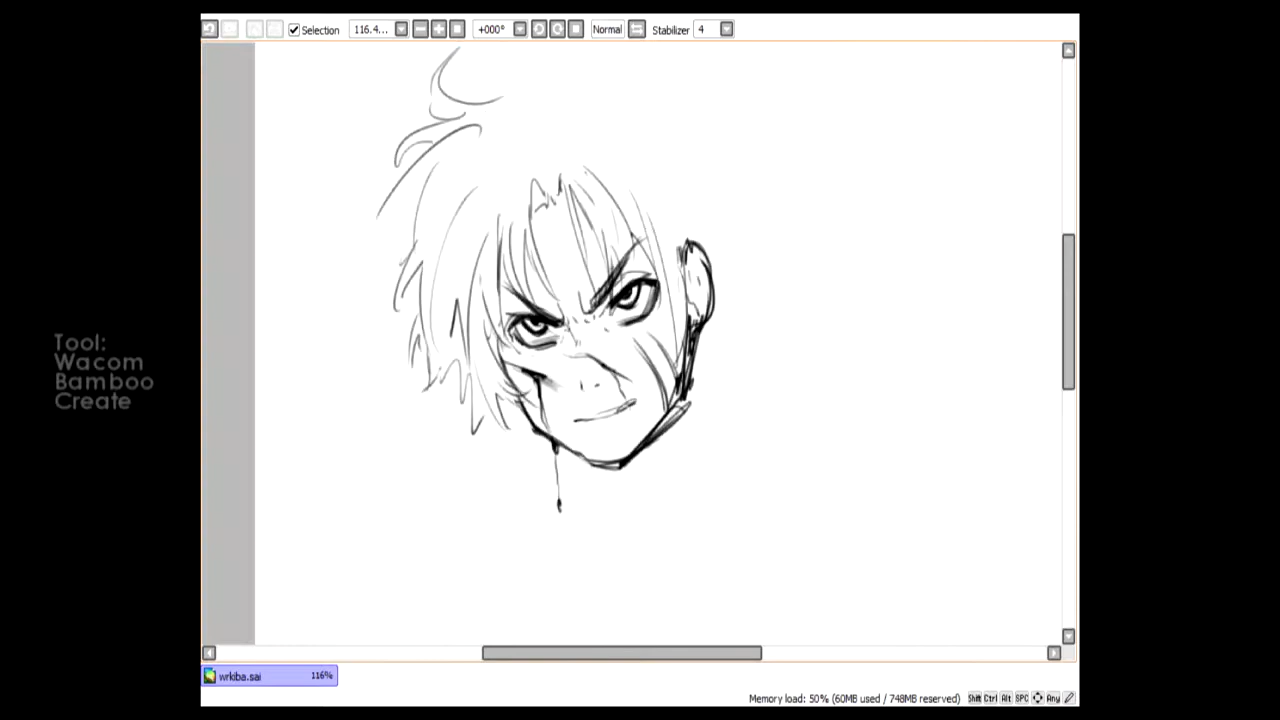 Selection 116.4... +000° Normal Stabilizer 4
Tool:
Wacom
Bamboo
Create
wrkiba.sai 116%
Memory load: 50% (60MB used / 748MB reserved) Shift Ctrl Alt SPC Any